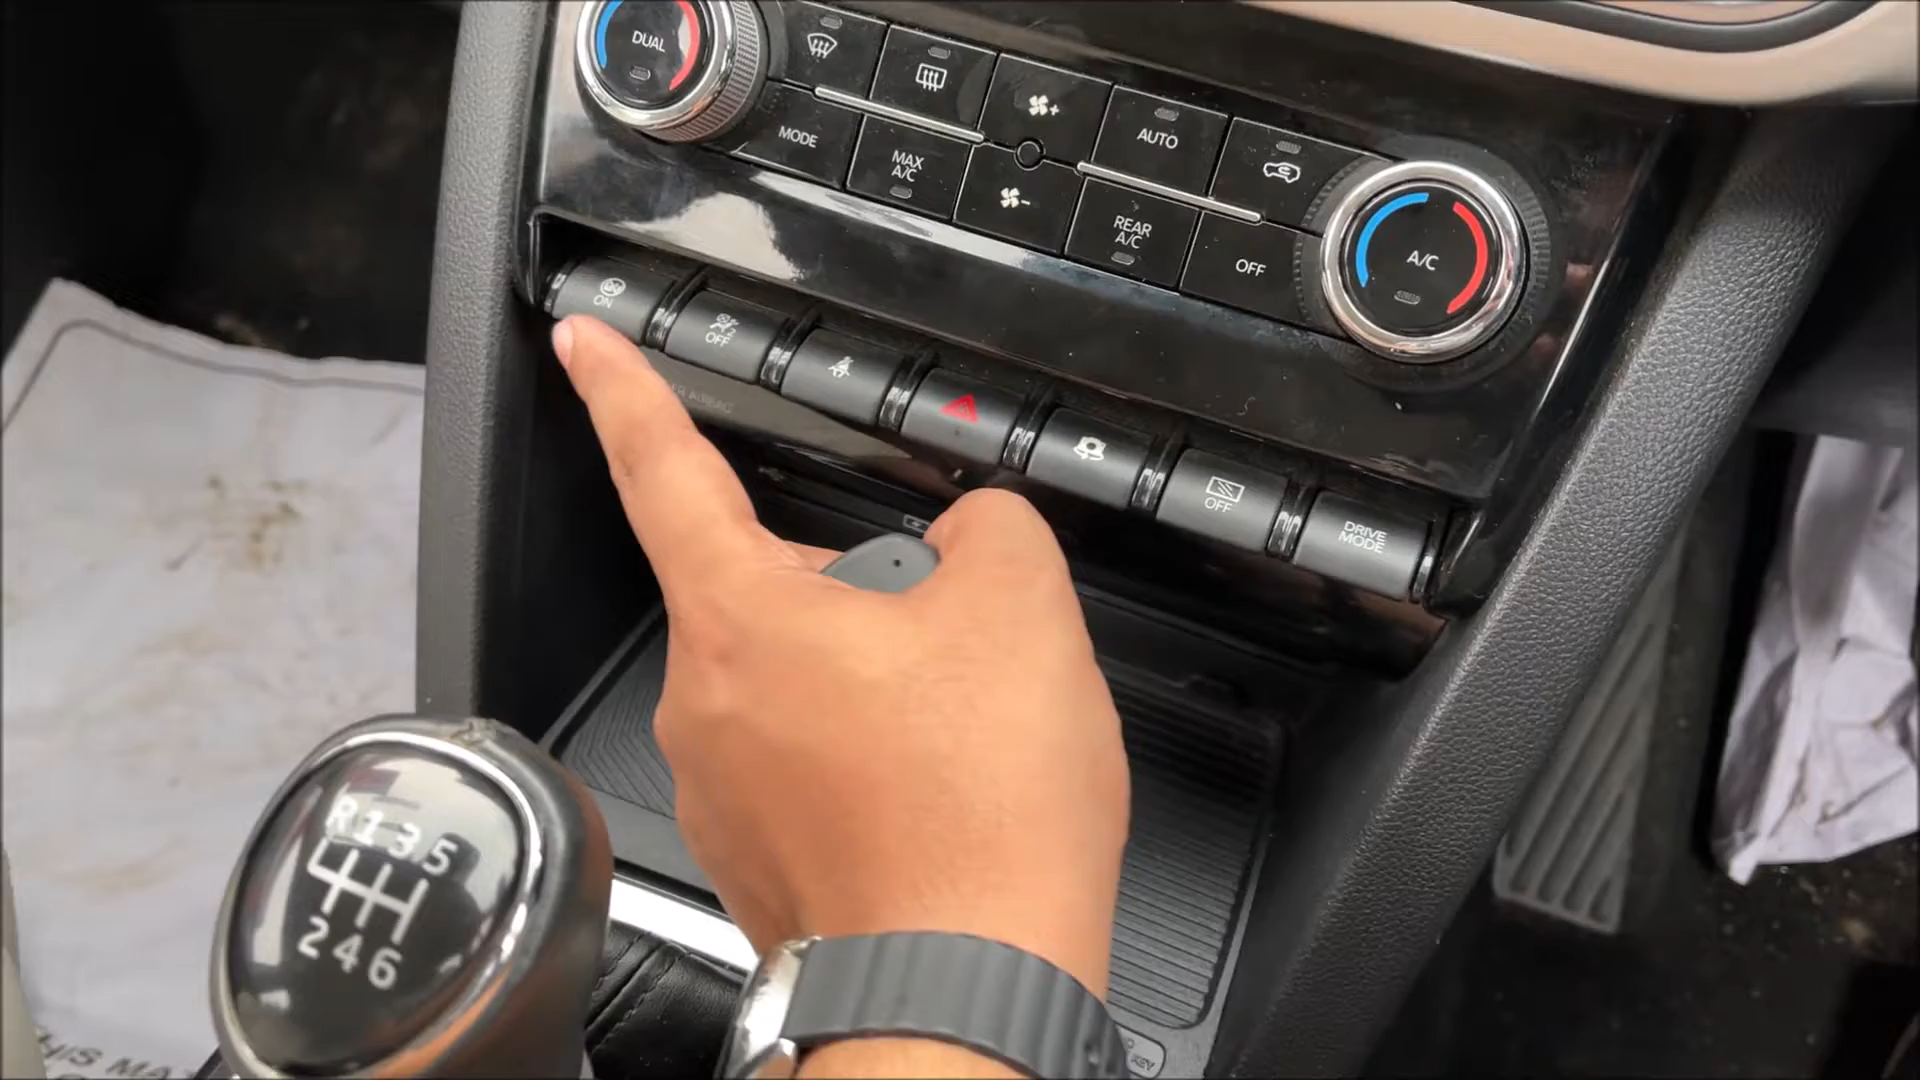 DUAL
MODE
MAX
A/C
AUTO
REAR
A/C
OFF
A/C
ON
OFF
OFF
DRIVE
MODE
R 1 3 5
2 4 6